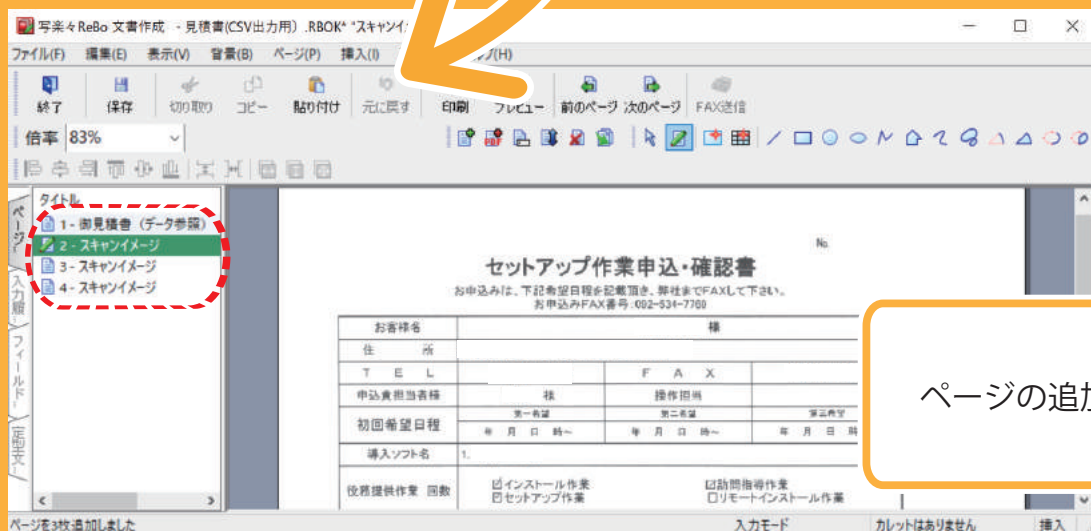 写楽々ReBo 文書作成 - 見積書(CSV出力用) .RBOK* "スキャンイ
ファイル(F) 編集(E) 表示(V) 背景(B) ページ(P) 挿入(I) (H)
終了 保存 切り取り コピー 貼り付け 元に戻す 印刷 プレビュー 前のページ 次のページ FAX送信
倍率 83%
タイトル
ページ
入力履
フィールド
定型文
1 - 御見積書 (データ参照)
2 - スキャンイメージ
3 - スキャンイメージ
4 - スキャンイメージ
No.
セットアップ作業申込・確認書
お申込みは、下記希望日程を記載頂き、弊社までFAXして下さい。
お申込みFAX番号:092-534-7760
お客様名 様
住 所
T E L F A X
申込責担当者様 様 操作担当
初回希望日程 第一希望 第二希望 第三希望
年 月 日 時~ 年 月 日 時~ 年 月 日 時
導入ソフト名 1.
役務提供作業 回数 ☑インストール作業 ☑訪問指導作業
☑セットアップ作業 □リモートインストール作業
ページの追加
ページを3枚追加しました 入力モード カレットはありません 挿入